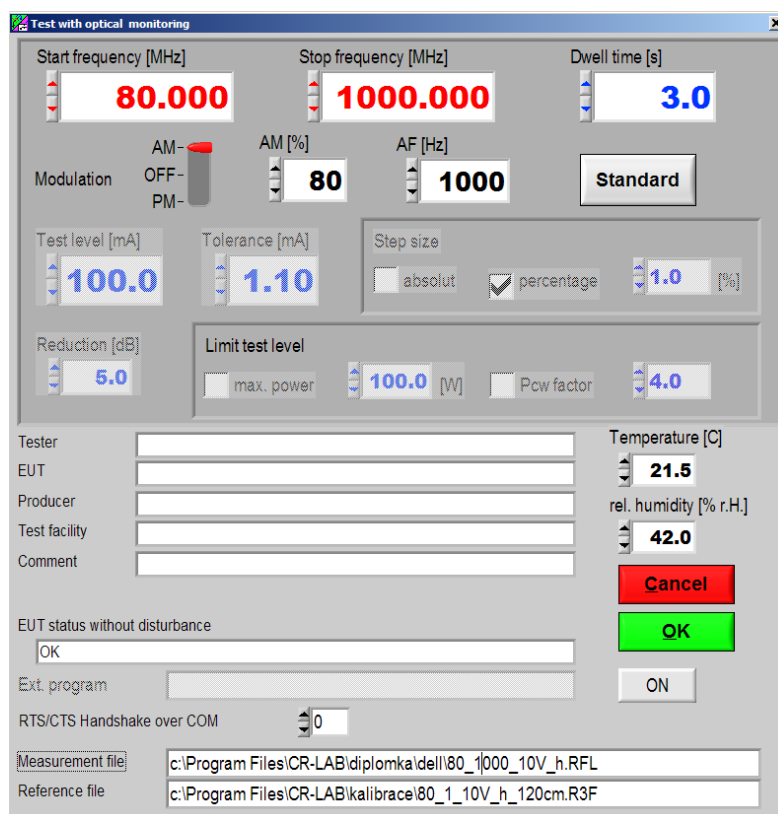 Test with optical monitoring
Start frequency [MHz] Stop frequency [MHz] Dwell time [s]
80.000 1000.000 3.0
AM [%] AF [Hz]
AM
Modulation OFF 80 1000 Standard
PM
Test level [mA] Tolerance [mA] Step size
100.0 1.10 absolut percentage 1.0 [%]
Reduction [dB] Limit test level
5.0 max. power 100.0 [W] Pcw factor 4.0
Tester Temperature [C]
EUT 21.5
Producer rel. humidity [% r.H.]
Test facility 42.0
Comment
Cancel
EUT status without disturbance OK
OK
Ext. program ON
RTS/CTS Handshake over COM 0
Measurement file c:\Program Files\CR-LAB\diplomka\dell\80_1000_10V_h.RFL
Reference file c:\Program Files\CR-LAB\kalibrace\80_1_10V_h_120cm.R3F